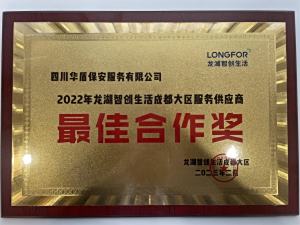 LONGFOR
龙湖智创生活
四川华盾保安服务有限公司
2022年龙湖智创生活成都大区服务供应商
最佳合作奖
龙湖智创生活成都大区
二〇二三年二月